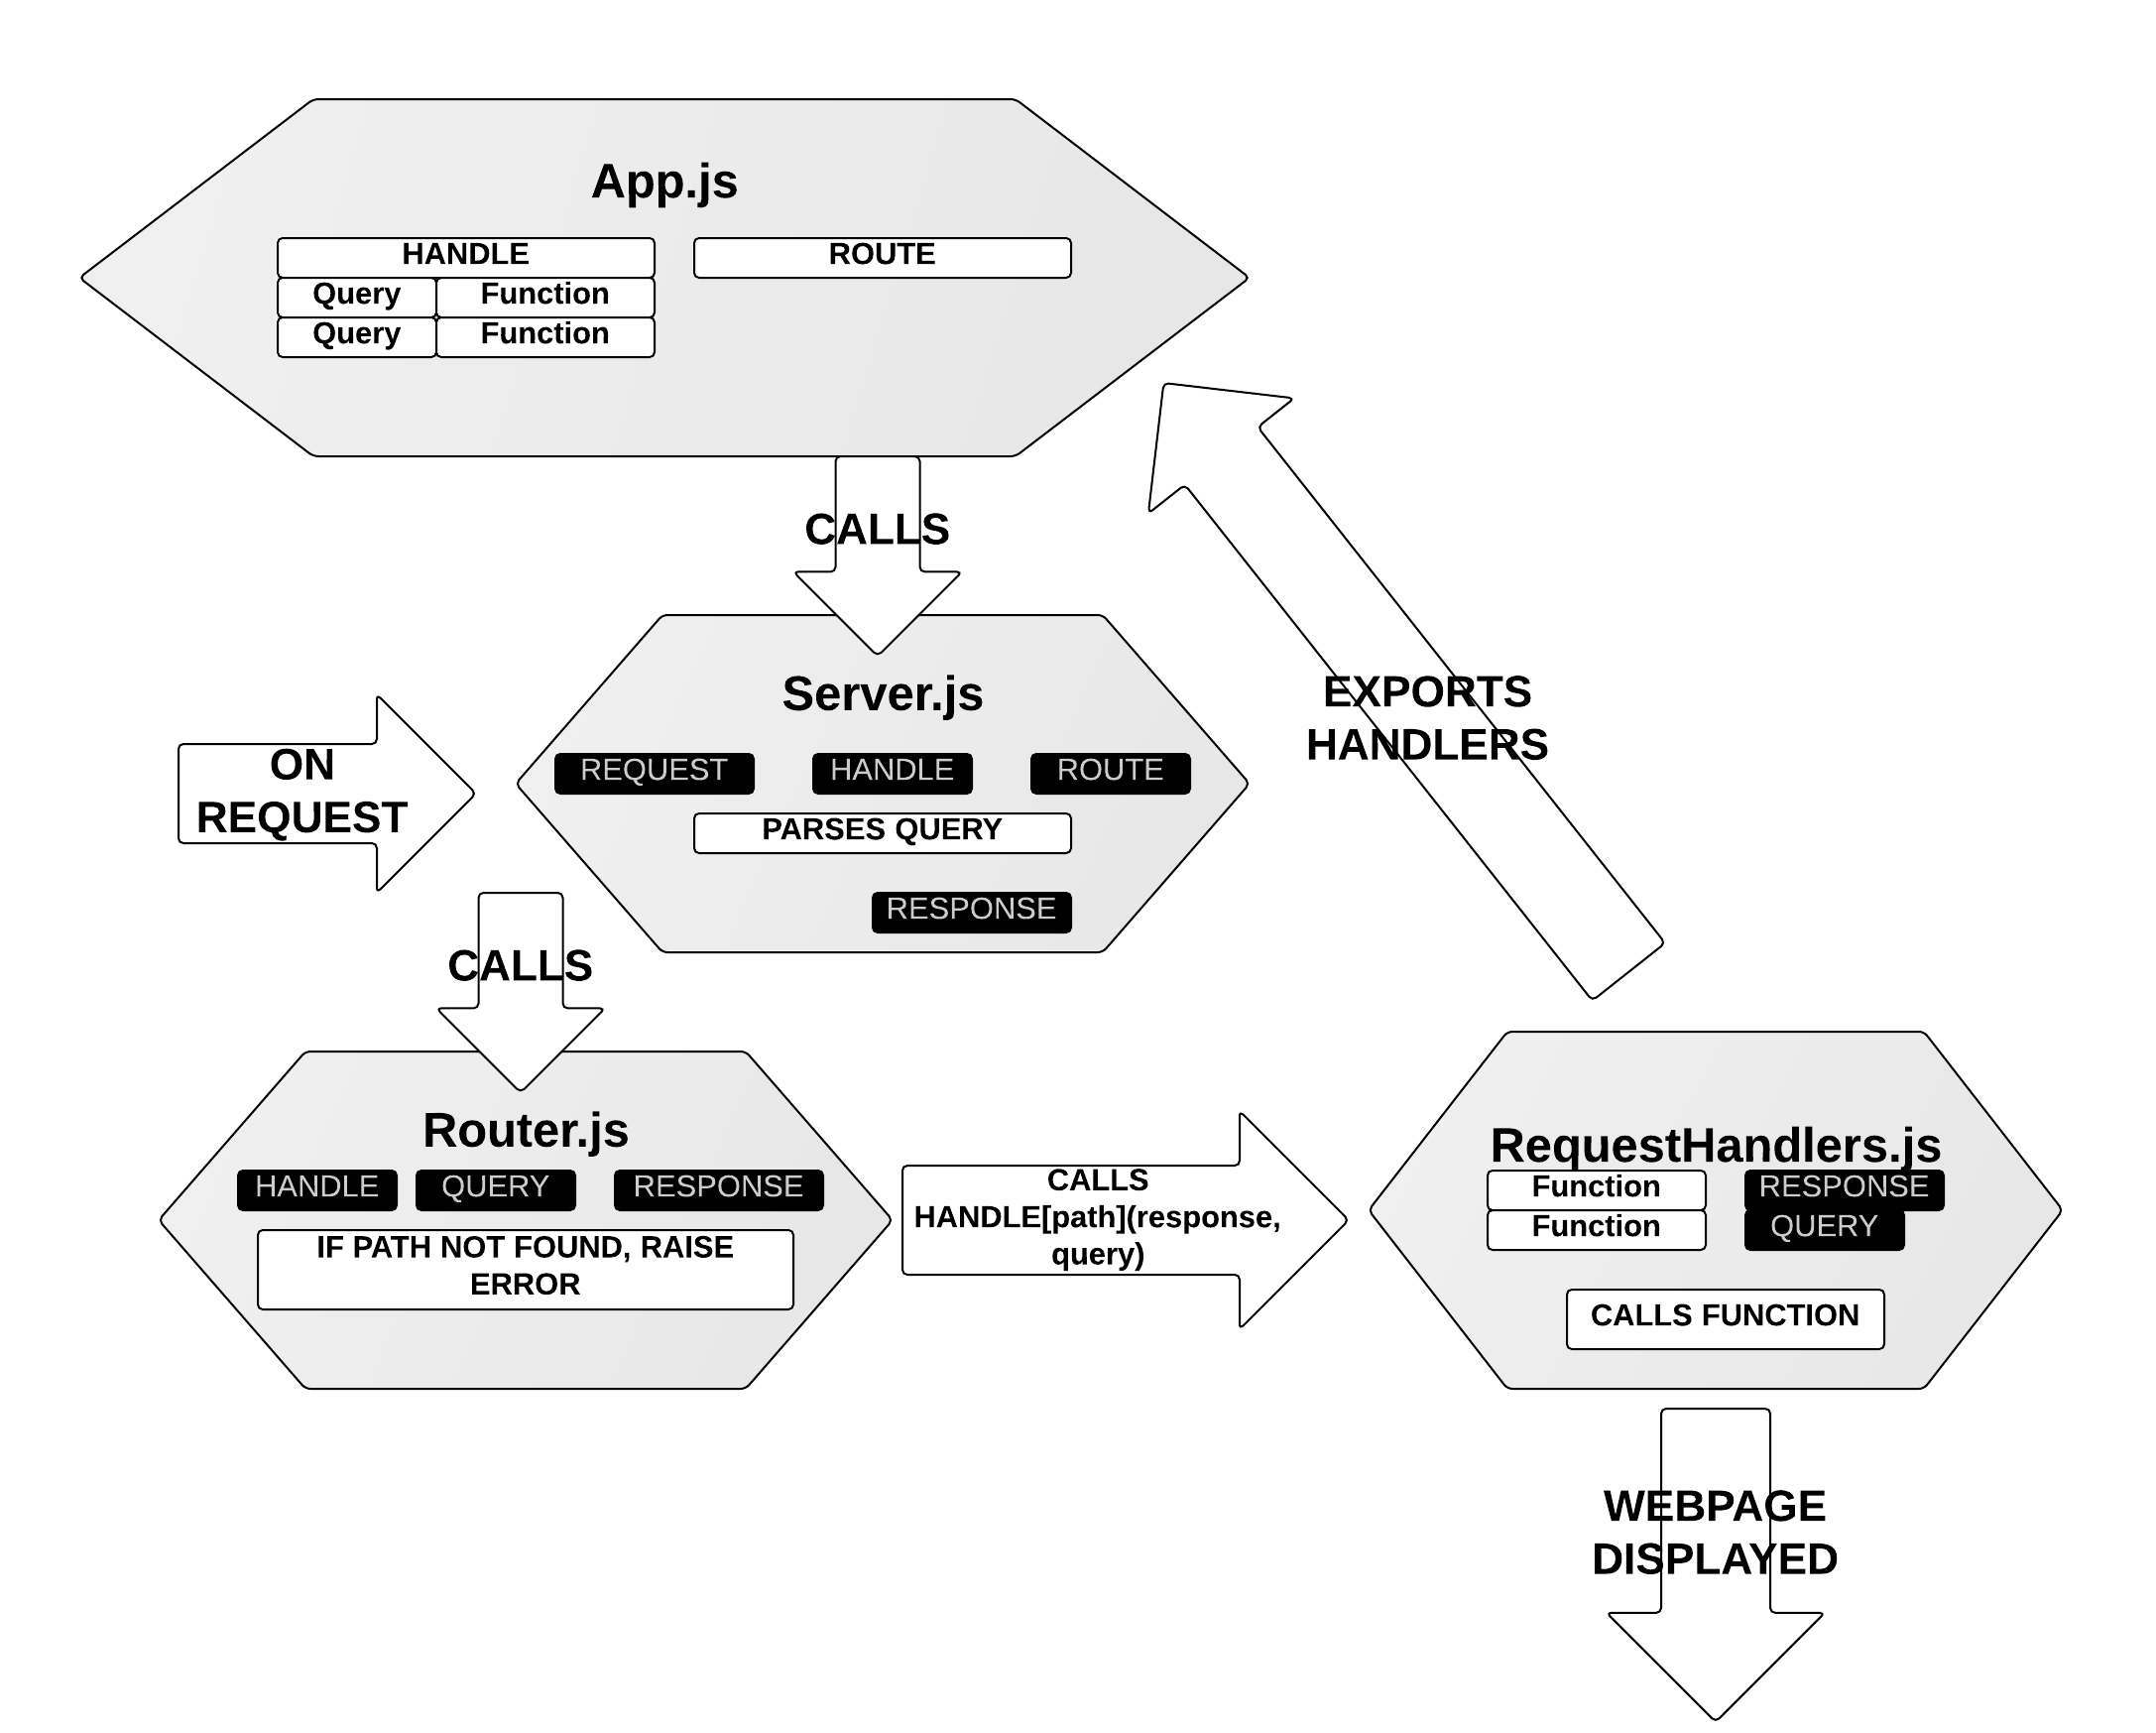 App.js
HANDLE
ROUTE
Query
Function
Query
Function
CALLS
Server.js
REQUEST
HANDLE
ROUTE
PARSES QUERY
RESPONSE
ON
REQUEST
EXPORTS
HANDLERS
CALLS
Router.js
HANDLE
QUERY
RESPONSE
IF PATH NOT FOUND, RAISE
ERROR
CALLS
HANDLE[path](response,
query)
RequestHandlers.js
Function
RESPONSE
Function
QUERY
CALLS FUNCTION
WEBPAGE
DISPLAYED